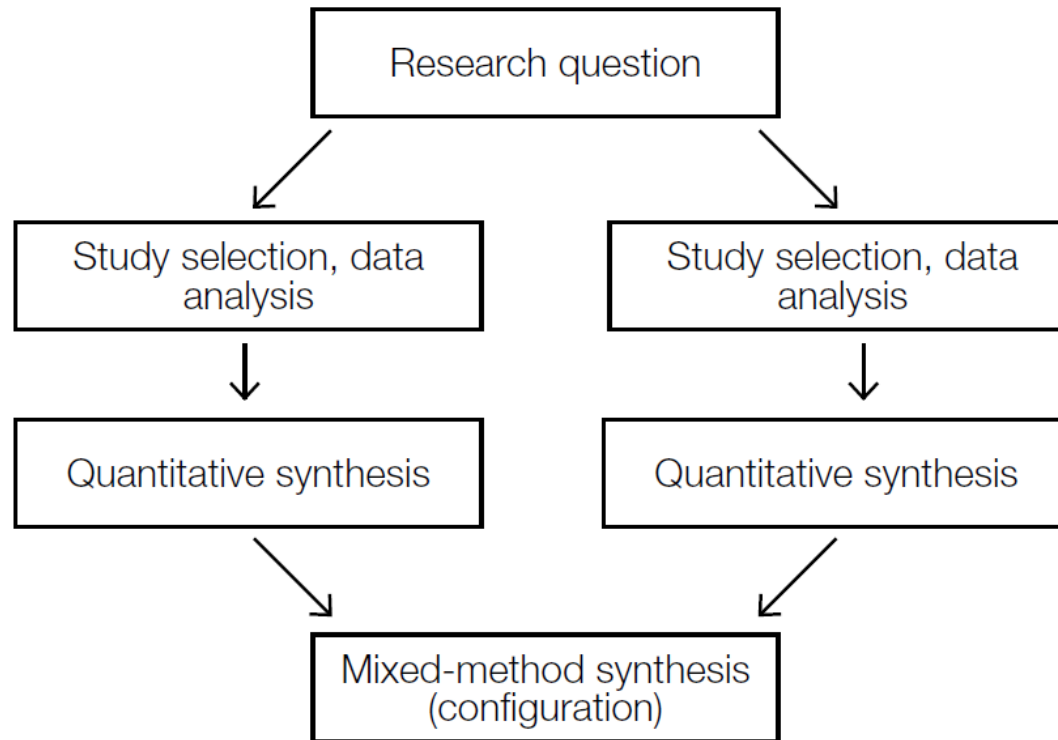 Research question
Study selection, data
analysis
Study selection, data
analysis
Quantitative synthesis
Quantitative synthesis
Mixed-method synthesis
(configuration)